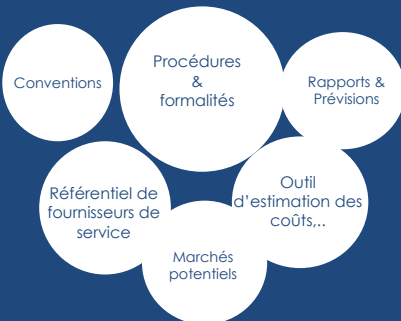 Procédures
&
formalités
Conventions
Rapports &
Prévisions
Référentiel de
fournisseurs de
service
Outil
d'estimation des
coûts,..
Marchés
potentiels